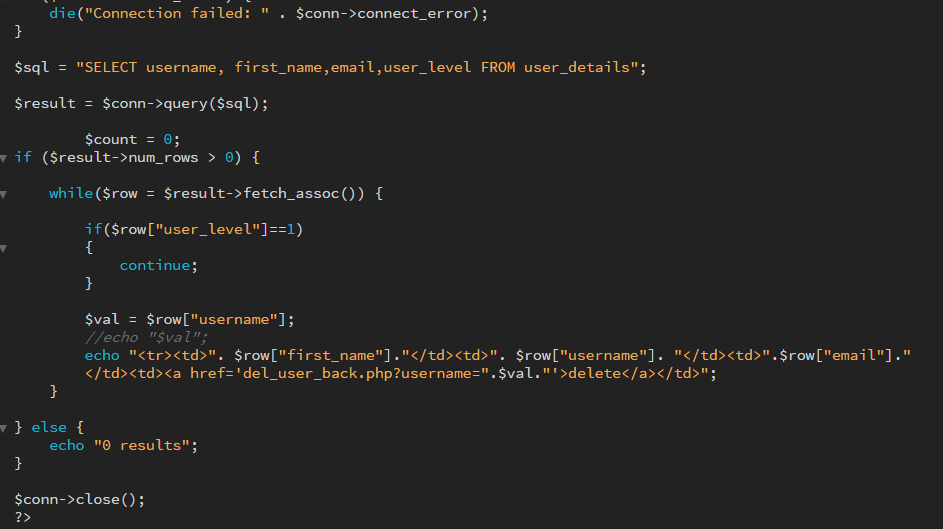 die("Connection failed: " . $conn->connect_error);
}
$sql = "SELECT username, first_name,email,user_level FROM user_details";
$result = $conn->query($sql);
$count = 0;
if ($result->num_rows > 0) {
while($row = $result->fetch_assoc()) {
if($row["user_level"]==1)
{
continue;
}
$val = $row["username"];
//echo "$val";
echo "<tr><td>". $row["first_name"]."</td><td>". $row["username"]. "</td><td>".$row["email"]."
</td><td><a href='del_user_back.php?username=".$val."'>delete</a></td>";
}
} else {
echo "0 results";
}
$conn->close();
?>